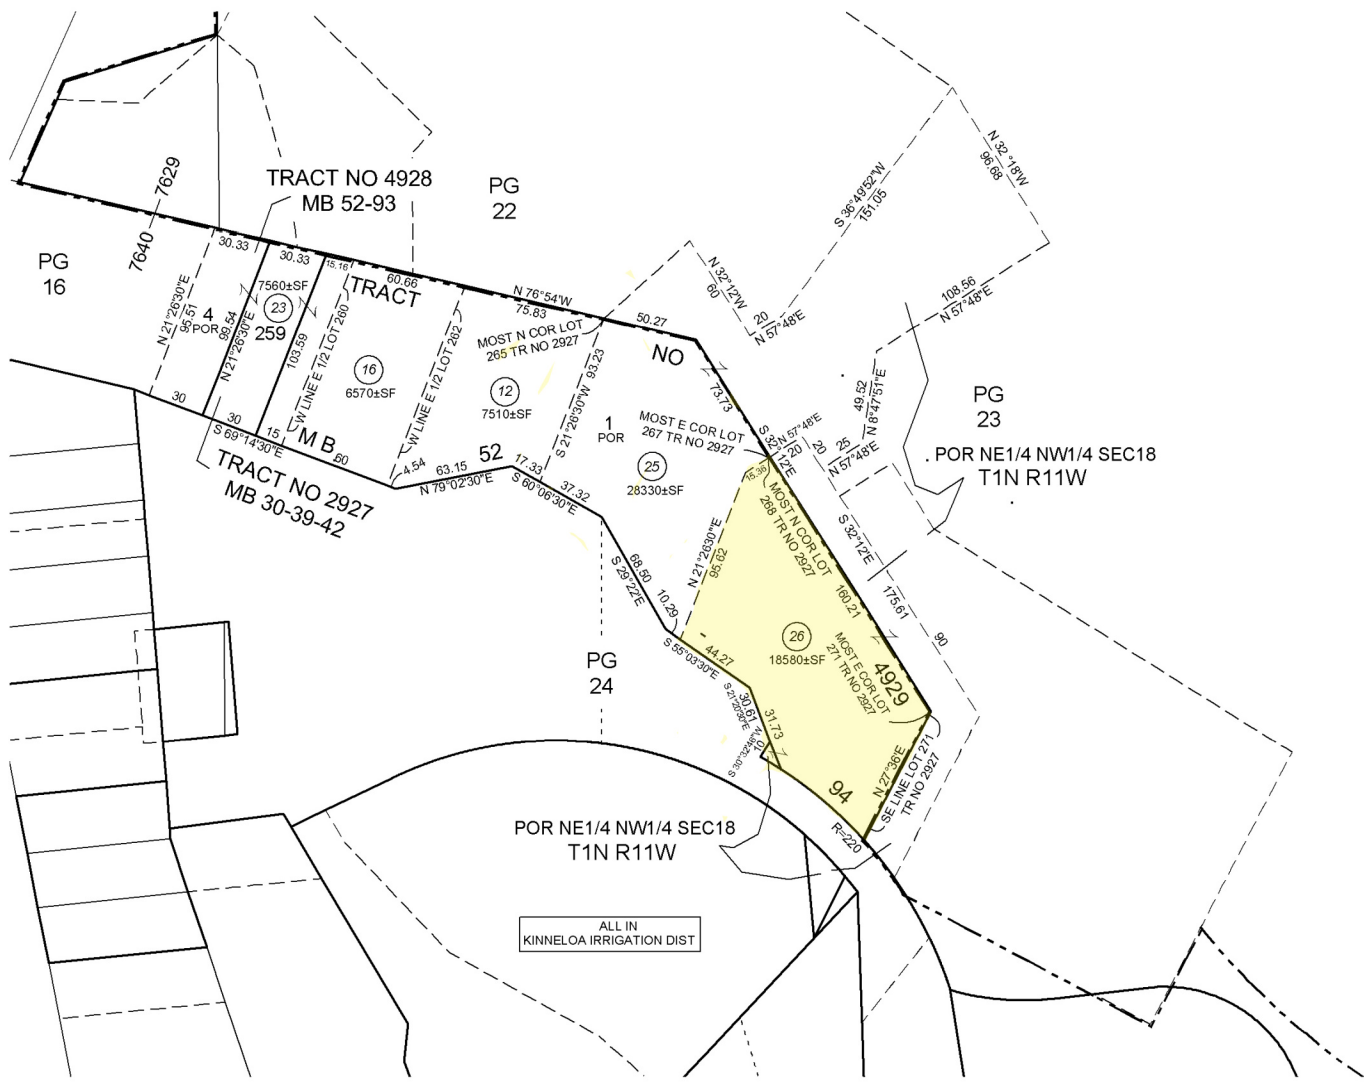 N 32°18'W
96.68
S 36°49'52"W
151.05
7629
7640
TRACT NO 4928
MB 52-93
PG
22
PG
16
30.33
30.33
15.16
60.66
TRACT
N 76°54'W
75.83
50.27
NO
N 32°12'W
60
20
N 57°48'E
108.56
N 57°48'E
N 21°26'30"E
95.51
4
POR
99.54
N 21°26'30"E
7560±SF
23
259
103.59
W LINE E 1/2 LOT 260
16
6570±SF
W LINE E 1/2 LOT 262
MOST N COR LOT
265 TR NO 2927
12
7510±SF
93.23
S 21°26'30"W
73.73
1
POR
MOST E COR LOT
267 TR NO 2927
25
28330±SF
S 32°12'E
N 57°48'E
20
20
25
N 57°48'E
49.52
N 8°47'51"E
PG
23
POR NE1/4 NW1/4 SEC18
T1N R11W
30
30
S 69°14'30"E
15
M B
60
4.54
63.15
N 79°02'30"E
52
17.33
37.32
S 60°06'30"E
TRACT NO 2927
MB 30-39-42
15.36
MOST N COR LOT
268 TR NO 2927
N 21°2630"E
95.62
S 32°12'E
175.61
160.21
90
68.50
S 29°22'E
10.29
44.27
S 55°03'30"E
26
18580±SF
MOST E COR LOT
271 TR NO 2927
4929
PG
24
30.61
S 21°20'30"E
31.73
S 30°32'46"W
10
94
N 27°36'E
SE LINE LOT 271
TR NO 2927
R=220
POR NE1/4 NW1/4 SEC18
T1N R11W
ALL IN
KINNELOA IRRIGATION DIST